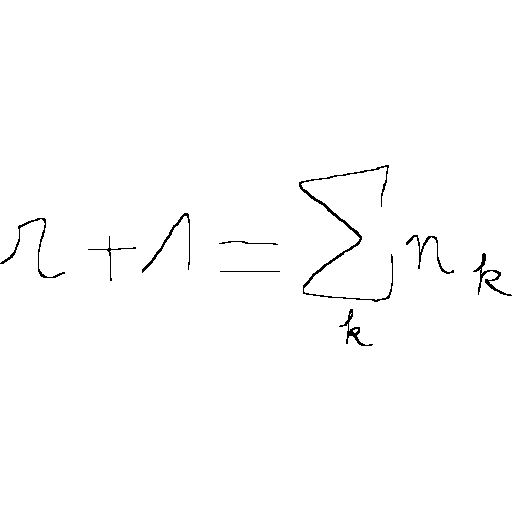 r + 1 = \sum_{k} n_{k}